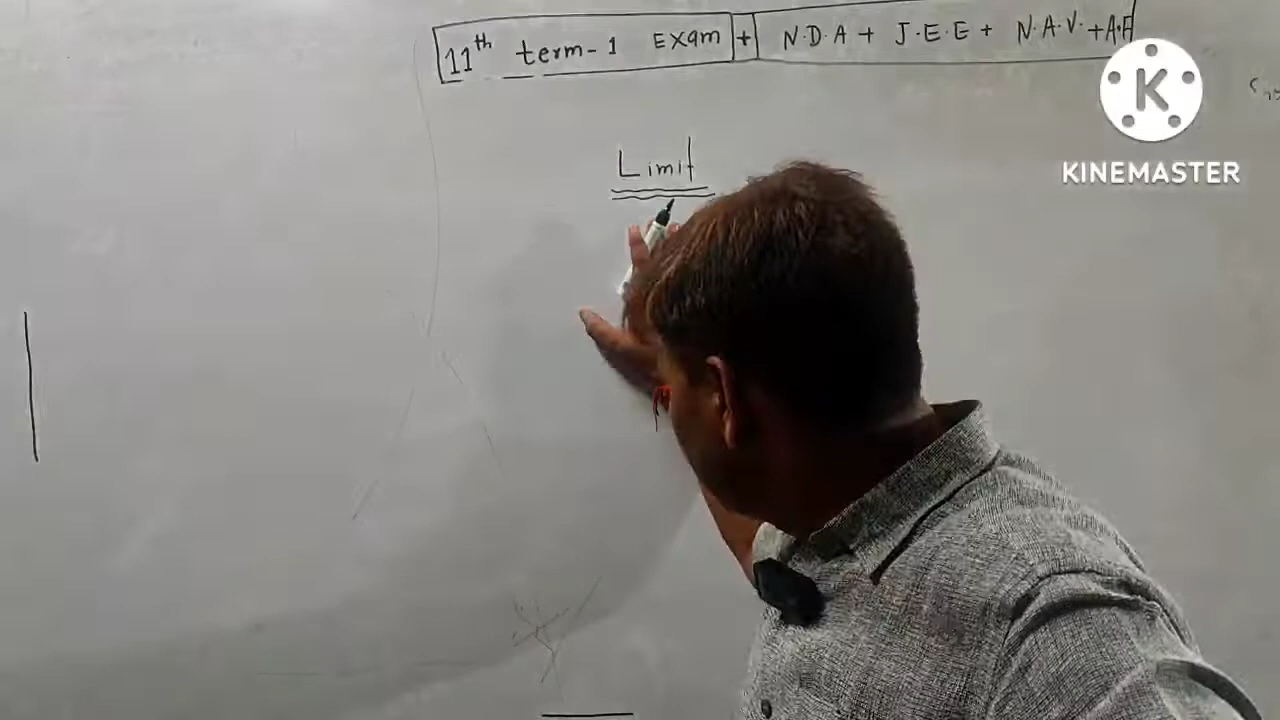 11th term-1 Exam + N.D.A + J.E.E + N.A.V. + A.F
K
KINEMASTER
Limit